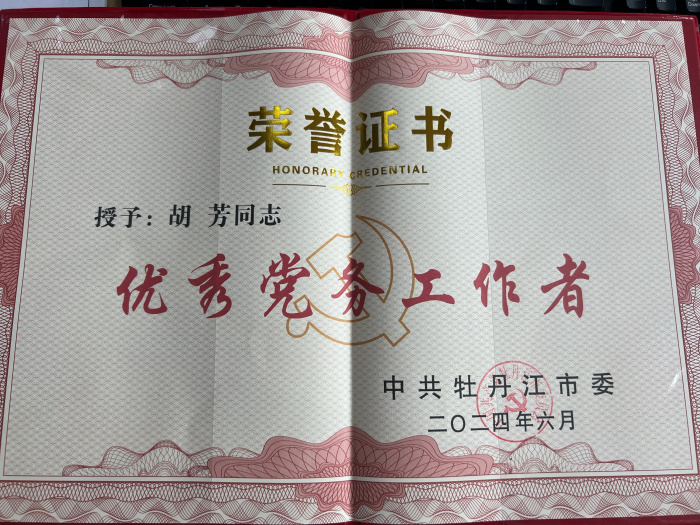 荣誉证书
HONORARY CREDENTIAL
授予：胡 芳同志
优秀党务工作者
中共牡丹江市委
二〇二四年六月